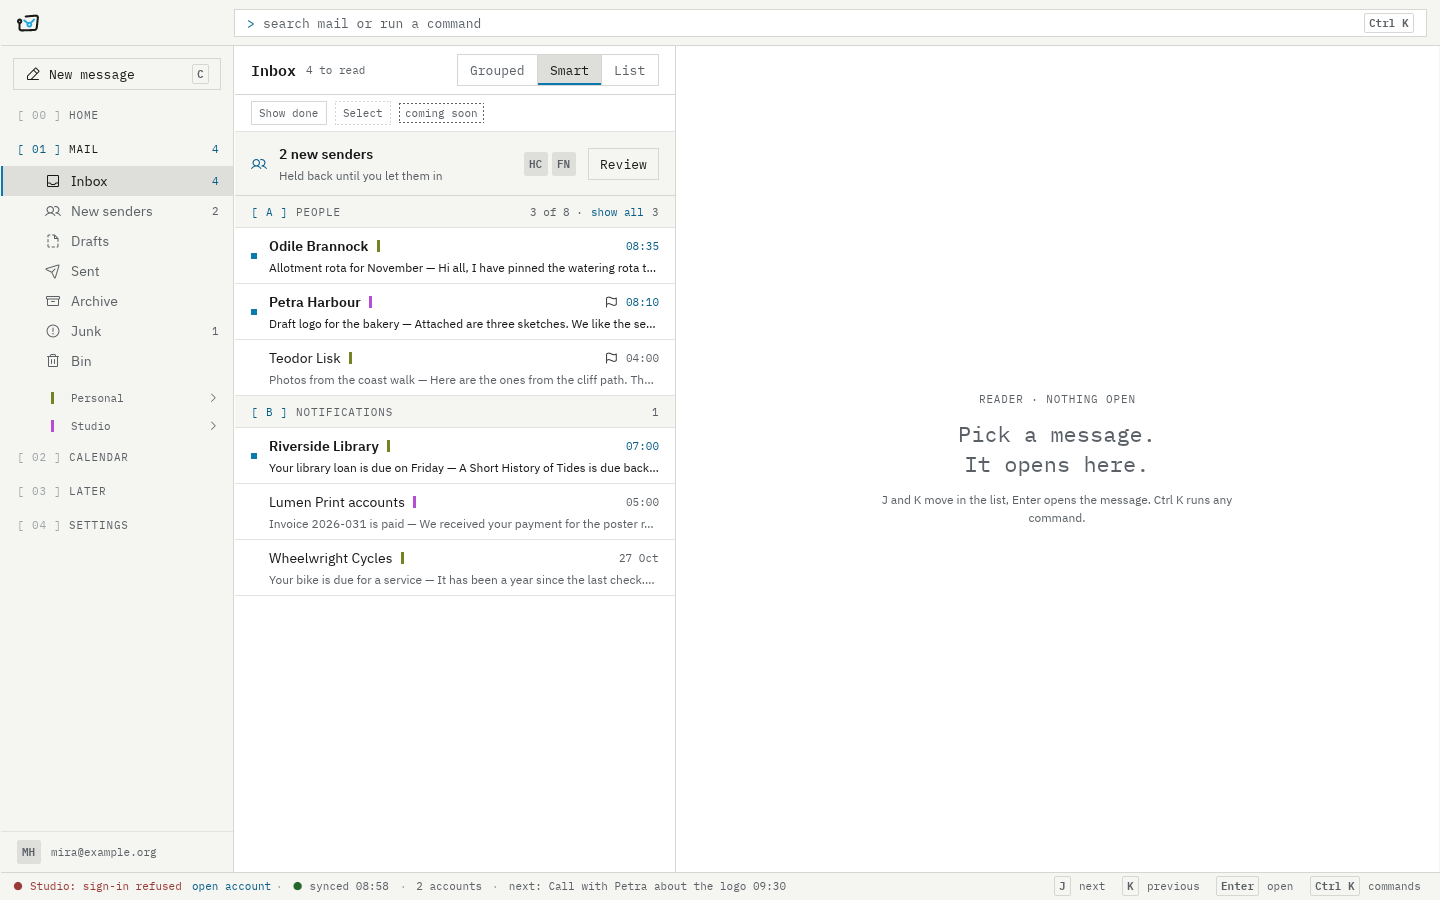 > search mail or run a command Ctrl K
New message C
[ 00 ] HOME
[ 01 ] MAIL 4
Inbox 4
New senders 2
Drafts
Sent
Archive
Junk 1
Bin
Personal
Studio
[ 02 ] CALENDAR
[ 03 ] LATER
[ 04 ] SETTINGS
MH mira@example.org
Inbox 4 to read Grouped Smart List
Show done Select coming soon
2 new senders
Held back until you let them in
HC FN Review
[ A ] PEOPLE 3 of 8 · show all 3
Odile Brannock 08:35
Allotment rota for November — Hi all, I have pinned the watering rota t...
Petra Harbour 08:10
Draft logo for the bakery — Attached are three sketches. We like the se...
Teodor Lisk 04:00
Photos from the coast walk — Here are the ones from the cliff path. Th...
[ B ] NOTIFICATIONS 1
Riverside Library 07:00
Your library loan is due on Friday — A Short History of Tides is due back...
Lumen Print accounts 05:00
Invoice 2026-031 is paid — We received your payment for the poster r...
Wheelwright Cycles 27 Oct
Your bike is due for a service — It has been a year since the last check....
READER · NOTHING OPEN
Pick a message.
It opens here.
J and K move in the list, Enter opens the message. Ctrl K runs any
command.
Studio: sign-in refused open account · synced 08:58 · 2 accounts · next: Call with Petra about the logo 09:30
J next K previous Enter open Ctrl K commands